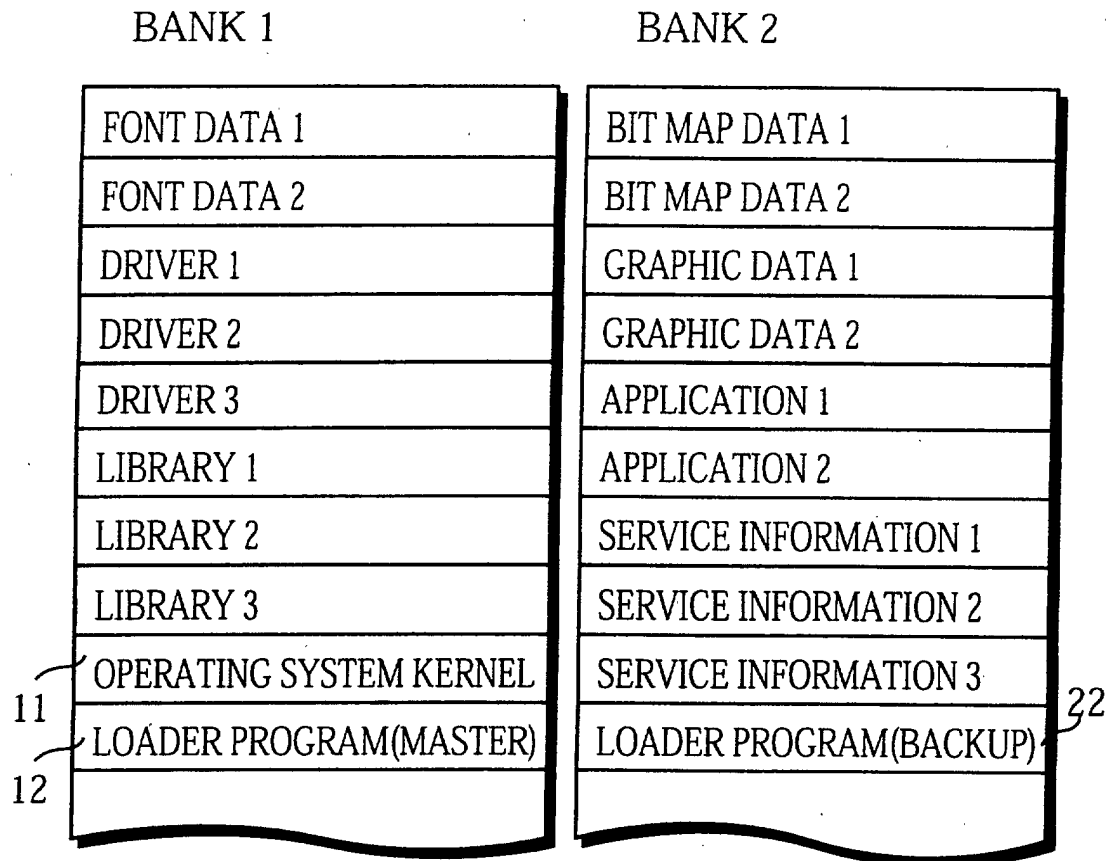 BANK 1
FONT DATA 1
FONT DATA 2
DRIVER 1
DRIVER 2
DRIVER 3
LIBRARY 1
LIBRARY 2
LIBRARY 3
OPERATING SYSTEM KERNEL
11
LOADER PROGRAM(MASTER)
12
BANK 2
BIT MAP DATA 1
BIT MAP DATA 2
GRAPHIC DATA 1
GRAPHIC DATA 2
APPLICATION 1
APPLICATION 2
SERVICE INFORMATION 1
SERVICE INFORMATION 2
SERVICE INFORMATION 3
LOADER PROGRAM(BACKUP)
22